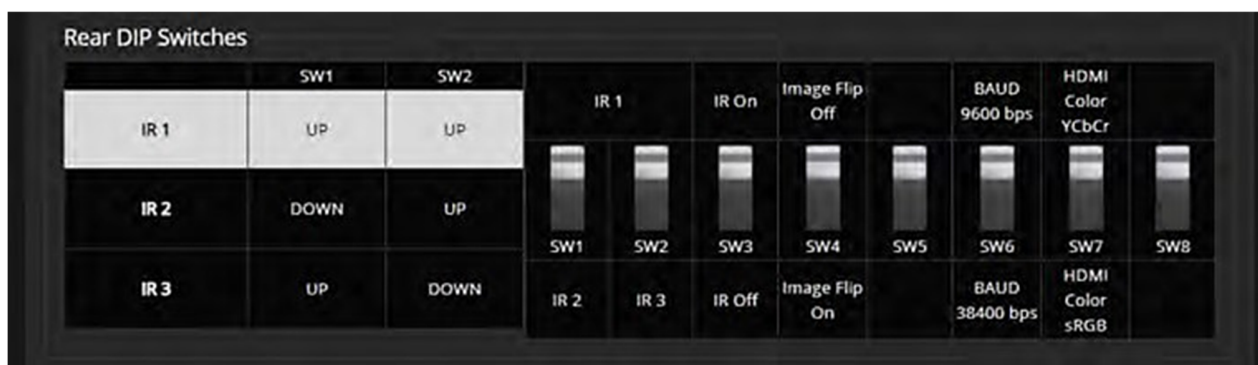 Rear DIP Switches
SW1 SW2
IR 1 UP UP
IR 2 DOWN UP
IR 3 UP DOWN
IR 1 IR On Image Flip Off BAUD 9600 bps HDMI Color YCbCr
SW1 SW2 SW3 SW4 SW5 SW6 SW7 SW8
IR 2 IR 3 IR Off Image Flip On BAUD 38400 bps HDMI Color sRGB